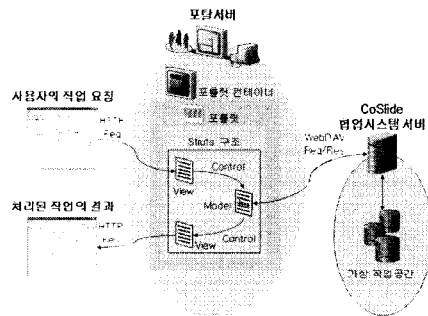 포탈서버
포틀릿 컨테이너
포틀릿
사용자의 작업 요청
HTTP
Req
Struts 구조
Control
View
Model
View
Control
처리된 작업의 결과
HTTP
WebDAV
Req/Res
CoSlide
협업시스템 서버
가상 작업공간